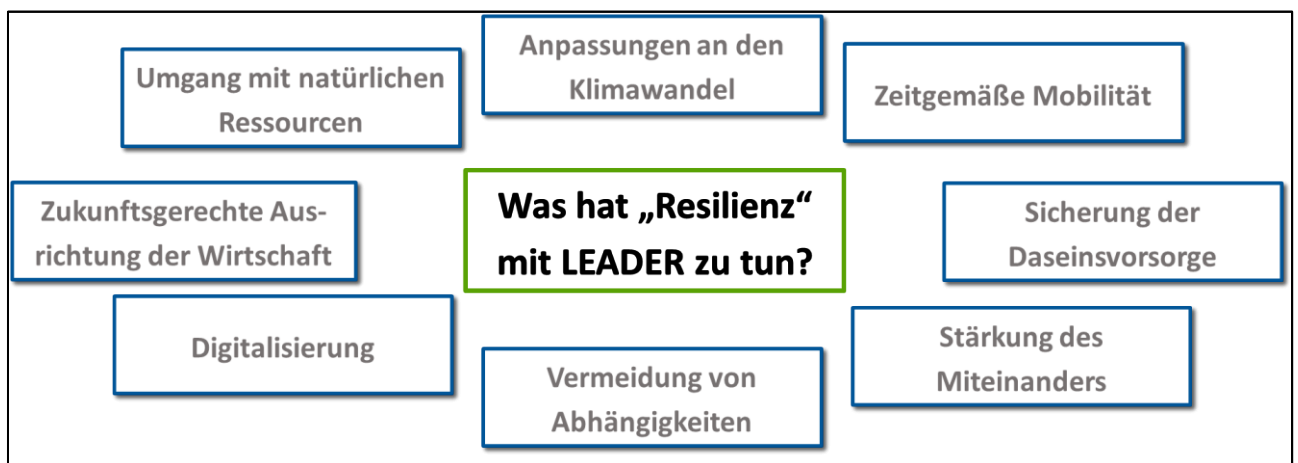 Anpassungen an den
Klimawandel
Umgang mit natürlichen
Ressourcen
Zeitgemäße Mobilität
Was hat „Resilienz“
mit LEADER zu tun?
Zukunftsgerechte Aus-
richtung der Wirtschaft
Sicherung der
Daseinsvorsorge
Digitalisierung
Stärkung des
Miteinanders
Vermeidung von
Abhängigkeiten